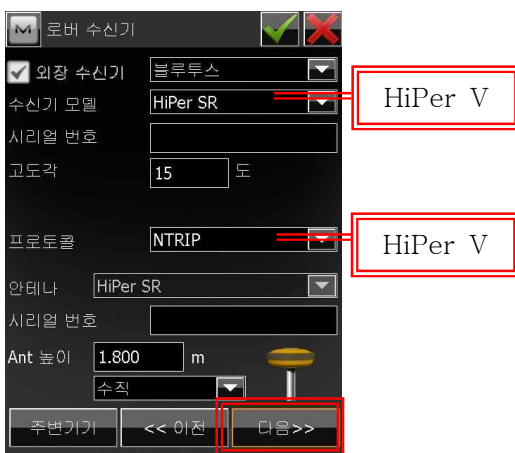 로버 수신기
외장 수신기 블루투스
수신기 모델 HiPer SR
HiPer V
시리얼 번호
고도각 15 도
프로토콜 NTRIP
HiPer V
안테나 HiPer SR
시리얼 번호
Ant 높이 1.800 m
수직
주변기기 << 이전 다음>>